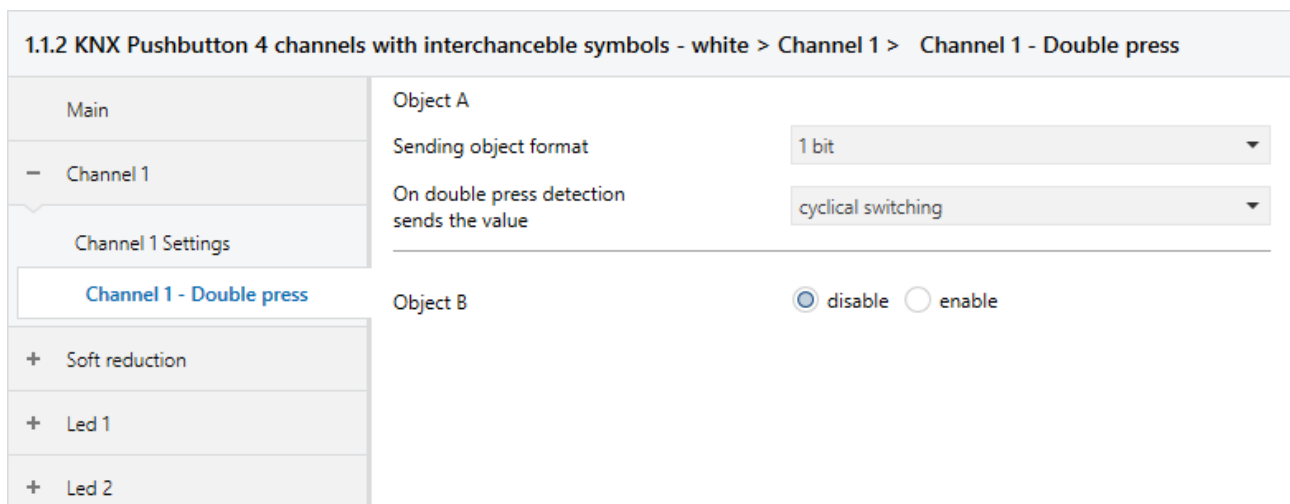 1.1.2 KNX Pushbutton 4 channels with interchanceble symbols - white > Channel 1 > Channel 1 - Double press
Main
Channel 1
Channel 1 Settings
Channel 1 - Double press
Soft reduction
Led 1
Led 2
Object A
Sending object format
1 bit
On double press detection
sends the value
cyclical switching
Object B
disable
enable